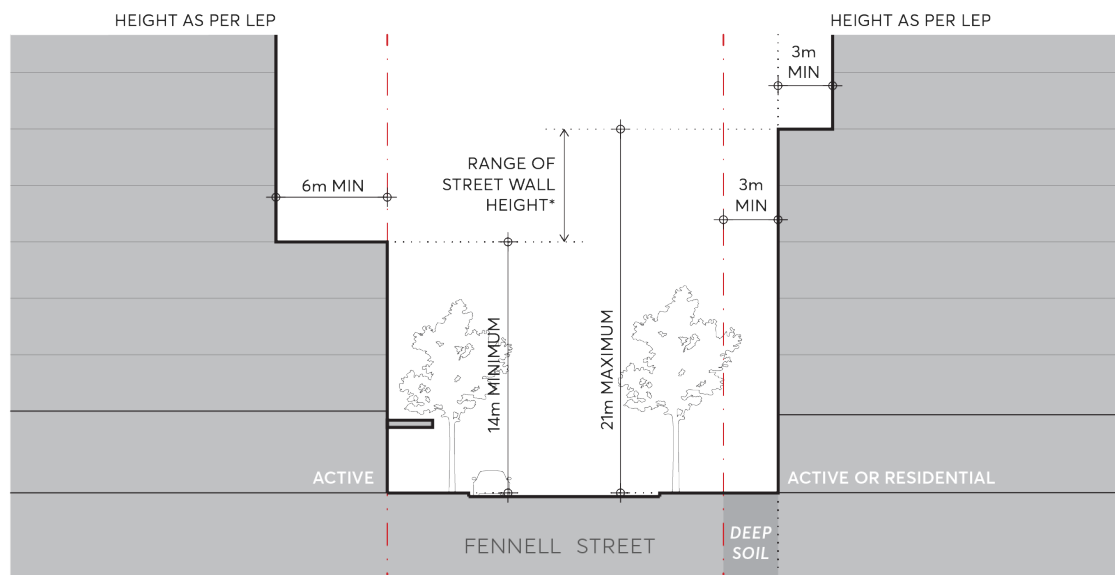 HEIGHT AS PER LEP
HEIGHT AS PER LEP
3m
MIN
RANGE OF
STREET WALL
HEIGHT*
6m MIN
3m
MIN
14m MINIMUM
21m MAXIMUM
ACTIVE
ACTIVE OR RESIDENTIAL
FENNELL STREET
DEEP
SOIL